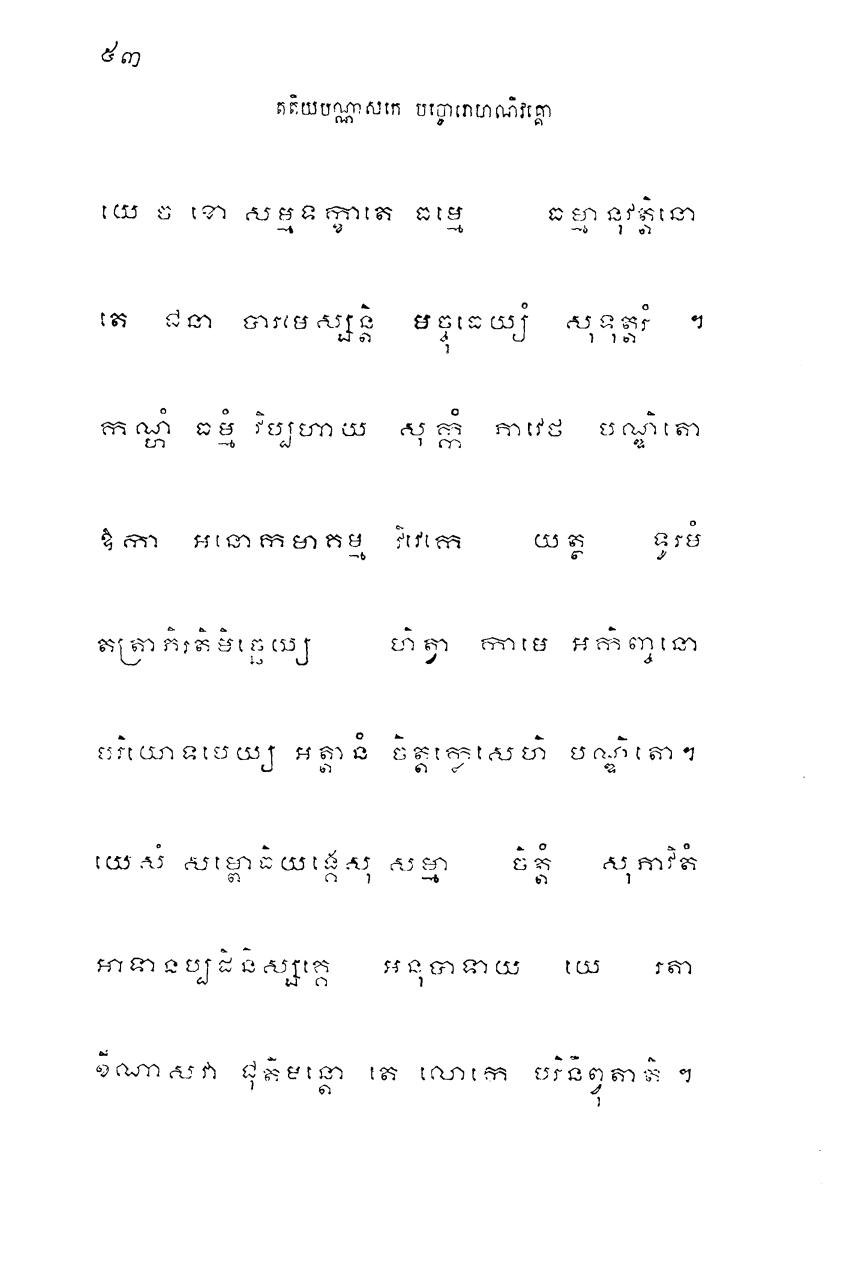 ៥៣
តតិយបណ្ណាសកេ បច្ចោរោហណិវគ្គោ
យេ ច ខោ សម្មទក្ខាតេ ធម្មេ ធម្មានុវត្តិនោ
តេ ជនា បារមេស្សន្តិ មច្ចុធេយ្យំ សុទុត្តរំ ។
កណ្ហំ ធម្មំ វិប្បហាយ សុក្កំ ភាវេថ បណ្ឌិតោ
ឱកា អនោកមាគម្ម វិវេកេ យត្ថ ទូរមំ
តត្រាភិរតិមិច្ឆេយ្យ ហិត្វា កាមេ អកិញ្ចនោ
បរិយោទបេយ្យ អត្តានំ ចិត្តក្លេសេហិ បណ្ឌិតោ។
យេសំ សម្ពោធិយង្គេសុ សម្មា ចិត្តំ សុភាវិតំ
អាទានប្បដិនិស្សគ្គេ អនុបាទាយ យេ រតា
ខីណាសវា ជុតិមន្តោ តេ លោកេ បរិនិព្វុតាតិ ។